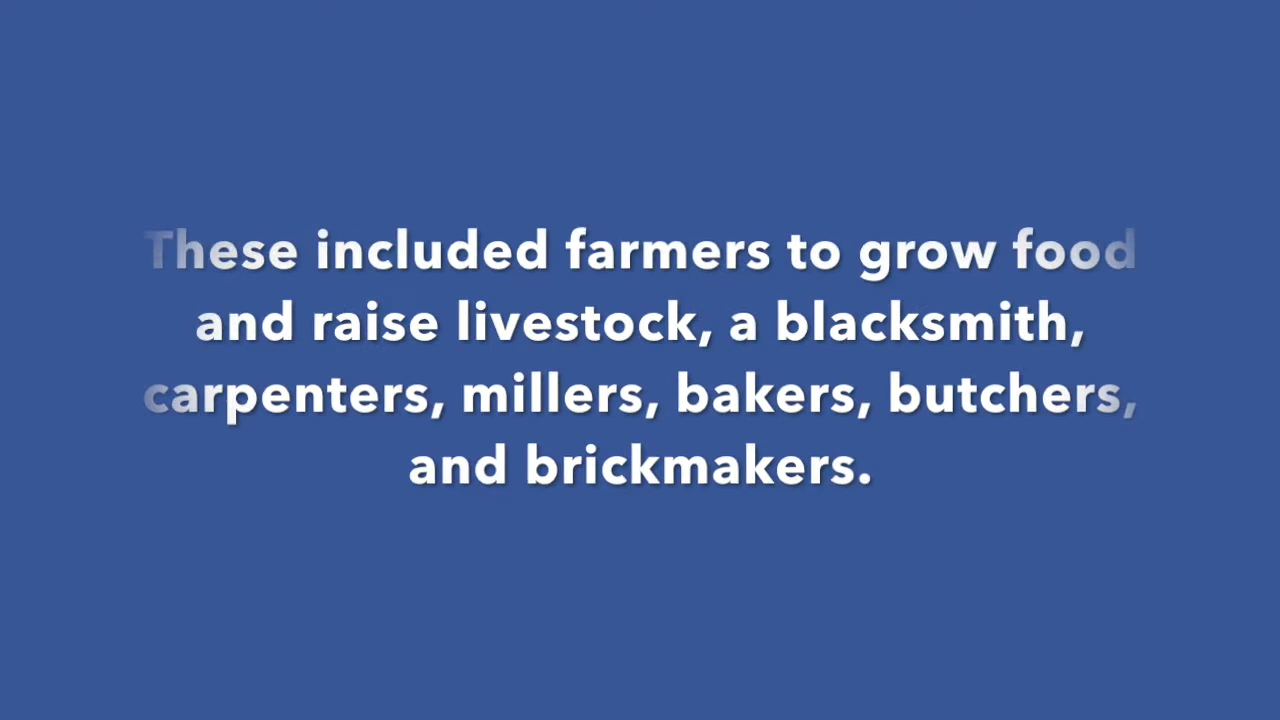 These included farmers to grow food
and raise livestock, a blacksmith,
carpenters, millers, bakers, butchers,
and brickmakers.